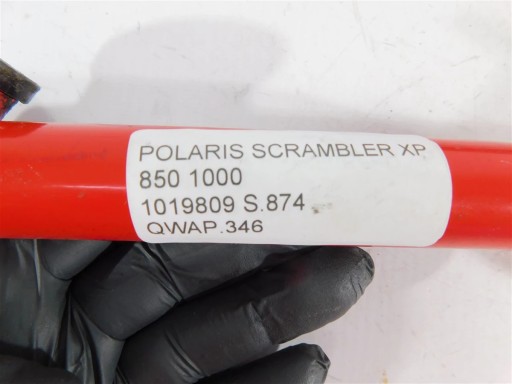 POLARIS SCRAMBLER XP
850 1000
1019809 S.874
QWAP.346